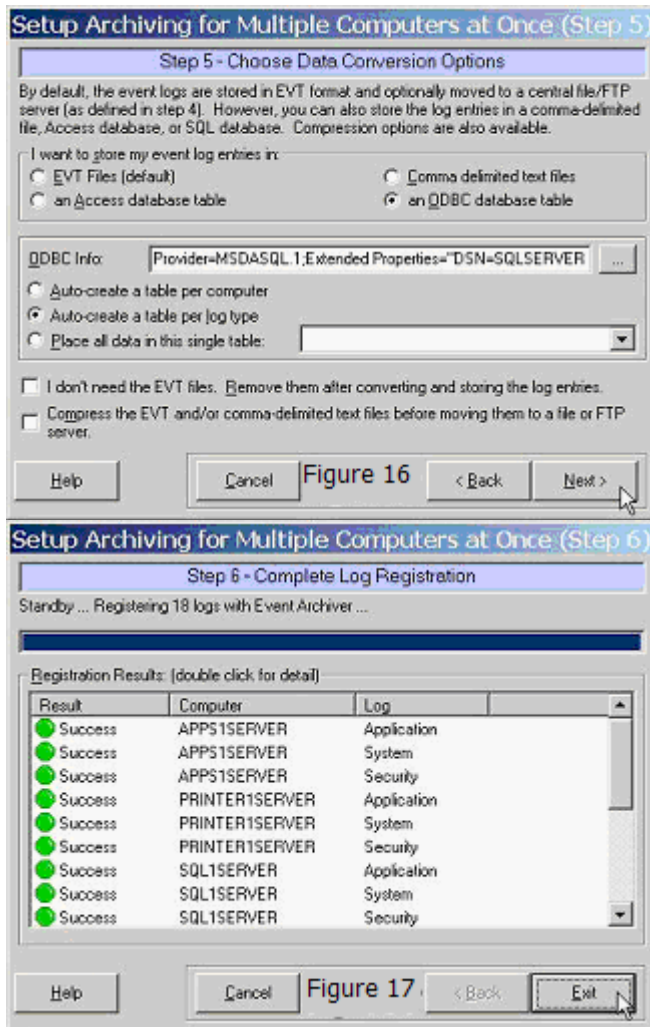 Setup Archiving for Multiple Computers at Once (Step 5)
Step 5 - Choose Data Conversion Options
By default, the event logs are stored in EVT format and optionally moved to a central file/FTP
server (as defined in step 4). However, you can also store the log entries in a comma-delimited
file, Access database, or SQL database. Compression options are also available.
I want to store my event log entries in:
EVT Files (default)
Comma delimited text files
an Access database table
an ODBC database table
ODBC Info: Provider=MSDASQL.1;Extended Properties="DSN=SQLSERVER ...
Auto-create a table per computer
Auto-create a table per log type
Place all data in this single table:
I don't need the EVT files. Remove them after converting and storing the log entries.
Compress the EVT and/or comma-delimited text files before moving them to a file or FTP
server.
Help Cancel Figure 16 < Back Next >
Setup Archiving for Multiple Computers at Once (Step 6)
Step 6 - Complete Log Registration
Standby ... Registering 18 logs with Event Archiver ...
Registration Results: (double click for detail)
Result Computer Log
Success APPS1SERVER Application
Success APPS1SERVER System
Success APPS1SERVER Security
Success PRINTER1SERVER Application
Success PRINTER1SERVER System
Success PRINTER1SERVER Security
Success SQL1SERVER Application
Success SQL1SERVER System
Success SQL1SERVER Security
Help Cancel Figure 17 < Back Exit